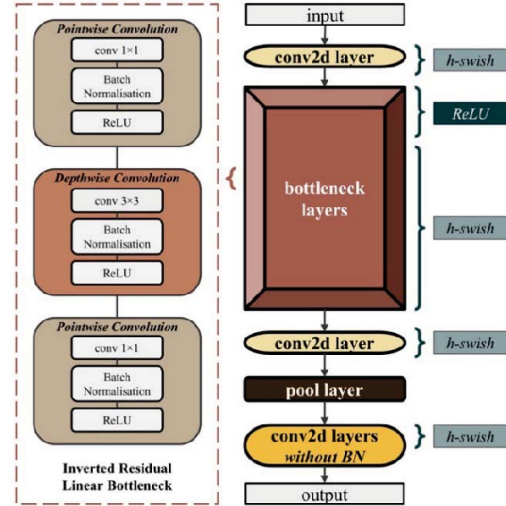 Pointwise Convolution
conv 1×1
Batch
Normalisation
ReLU
Depthwise Convolution
conv 3×3
Batch
Normalisation
ReLU
Pointwise Convolution
conv 1×1
Batch
Normalisation
ReLU
Inverted Residual
Linear Bottleneck
input
conv2d layer
h-swish
ReLU
bottleneck
layers
h-swish
conv2d layer
h-swish
pool layer
conv2d layers
without BN
h-swish
output